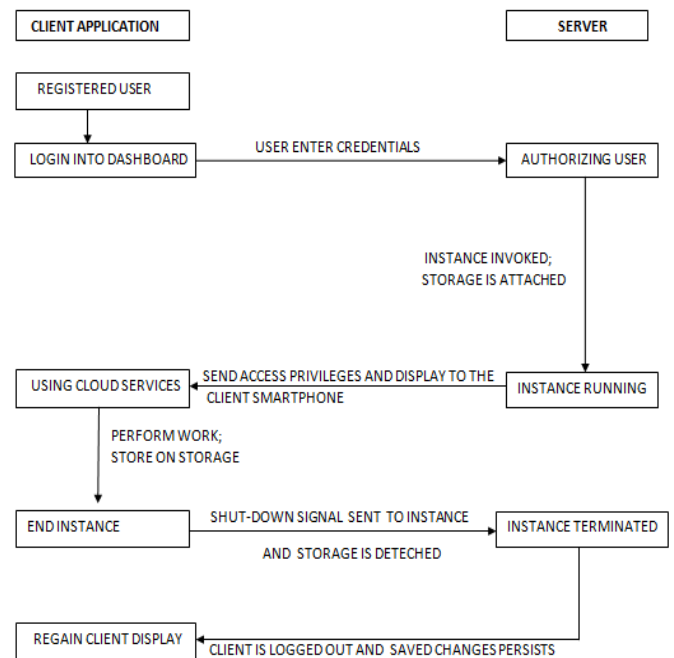 CLIENT APPLICATION
SERVER
REGISTERED USER
LOGIN INTO DASHBOARD
USER ENTER CREDENTIALS
AUTHORIZING USER
INSTANCE INVOKED;
STORAGE IS ATTACHED
USING CLOUD SERVICES
SEND ACCESS PRIVILEGES AND DISPLAY TO THE
CLIENT SMARTPHONE
INSTANCE RUNNING
PERFORM WORK;
STORE ON STORAGE
END INSTANCE
SHUT-DOWN SIGNAL SENT TO INSTANCE
AND STORAGE IS DETECHED
INSTANCE TERMINATED
REGAIN CLIENT DISPLAY
CLIENT IS LOGGED OUT AND SAVED CHANGES PERSISTS